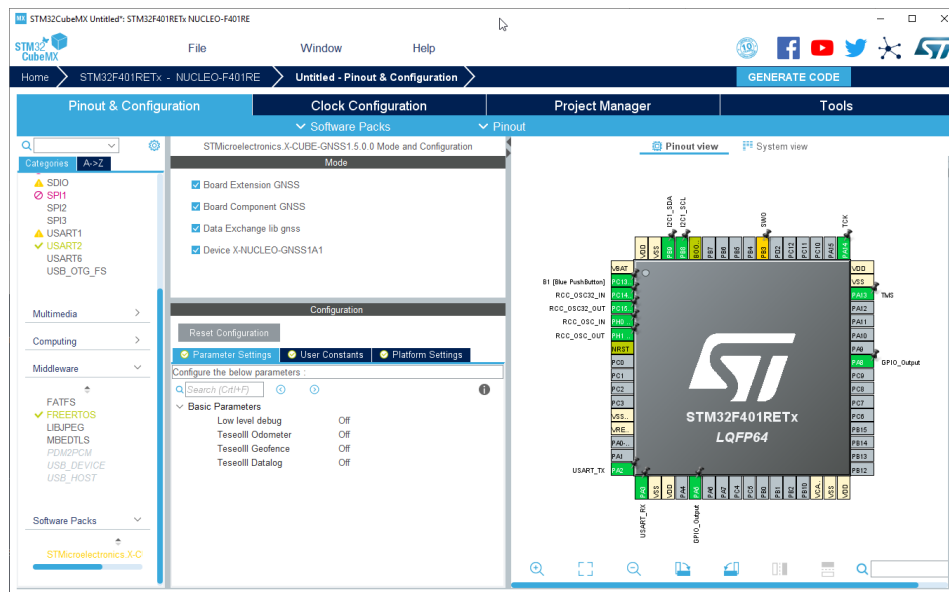 STM32CubeMX Untitled*: STM32F401RETx NUCLEO-F401RE
STM32 CubeMX
File Window Help
10
Home STM32F401RETx - NUCLEO-F401RE Untitled - Pinout & Configuration GENERATE CODE
Pinout & Configuration Clock Configuration Project Manager Tools
Software Packs Pinout
STMicroelectronics.X-CUBE-GNSS1.5.0.0 Mode and Configuration
Pinout view System view
Categories A->Z
SDIO
SPI1
SPI2
SPI3
USART1
USART2
USART6
USB_OTG_FS
Multimedia
Computing
Middleware
FATFS
FREERTOS
LIBJPEG
MBEDTLS
PDM2PCM
USB_DEVICE
USB_HOST
Software Packs
STMicroelectronics.X-C
Mode
Board Extension GNSS
Board Component GNSS
Data Exchange lib gnss
Device X-NUCLEO-GNSS1A1
Configuration
Reset Configuration
Parameter Settings User Constants Platform Settings
Configure the below parameters :
Search (Crtl+F)
Basic Parameters
Low level debug Off
TeseoIII Odometer Off
TeseoIII Geofence Off
TeseoIII Datalog Off
I2C1_SDA
I2C1_SCL
SWO
TCK
VDD
VSS
PB9
PB8
BOO..
PB7
PB6
PB5
PB4
PB3
PD2
PC12
PC11
PC10
PA15
PA14
VBAT
B1 [Blue PushButton] PC13..
RCC_OSC32_IN PC14..
RCC_OSC32_OUT PC15..
RCC_OSC_IN PH0 ..
RCC_OSC_OUT PH1 ..
NRST
PC0
PC1
PC2
PC3
VSS..
VRE..
PA0-..
PA1
USART_TX PA2
VDD
VSS
PA13 TMS
PA12
PA11
PA10
PA9
PA8 GPIO_Output
PC9
PC8
PC7
PC6
PB15
PB14
PB13
PB12
STM32F401RETx
LQFP64
PA3
VSS
VDD
PA4
PA5
PA6
PA7
PC4
PC5
PB0
PB1
PB2
PB10
VCA..
VSS
VDD
USART_RX
GPIO_Output